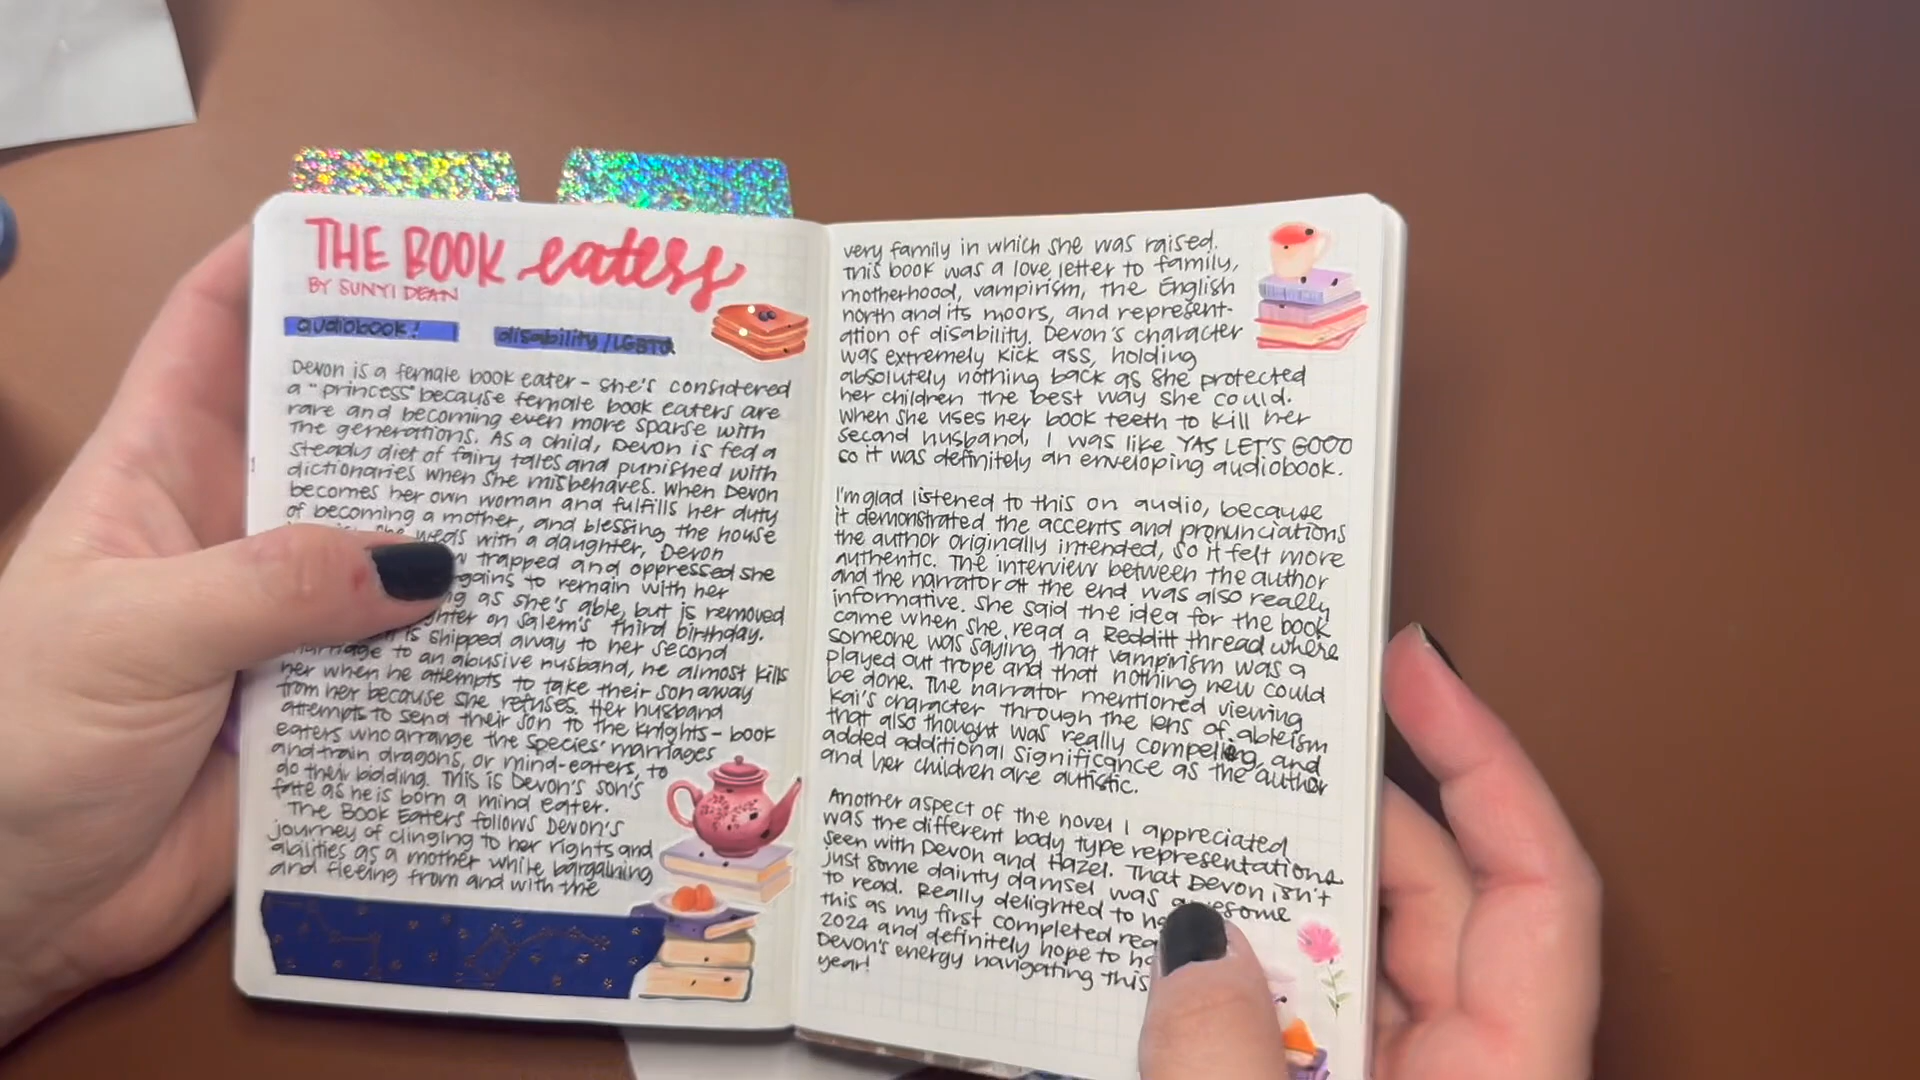 THE BOOK eaters
BY SUNYI DEAN
audiobook!
disability/LGBTQ
Devon is a female book eater - she's considered
a "princess" because female book eaters are
rare and becoming even more sparse with
the generations. As a child, Devon is fed a
steady diet of fairy tales and punished with
dictionaries when she misbehaves. When Devon
becomes her own woman and fulfills her duty
of becoming a mother, and blessing the house
she weds with a daughter, Devon
trapped and oppressed she
to remain with her
as she's able, but is removed
on Salem's third birthday.
is shipped away to her second
to an abusive husband, he almost kills
her when he attempts to take their son away
from her because she refuses. Her husband
attempts to send their son to the Knights - book
eaters who arrange the species' marriages
and train dragons, or mind-eaters, to
do their bidding. This is Devon's son's
fate as he is born a mind eater.
The Book Eaters follows Devon's
journey of clinging to her rights and
abilities as a mother while bargaining
and fleeing from and with the
very family in which she was raised.
This book was a love letter to family,
motherhood, vampirism, the English
north and its moors, and represent-
ation of disability. Devon's character
was extremely kick ass, holding
absolutely nothing back as she protected
her children the best way she could.
When she uses her book teeth to kill her
second husband, I was like YAS LET'S GOOO
so it was definitely an enveloping audiobook.
I'm glad listened to this on audio, because
it demonstrated the accents and pronunciations
the author originally intended, so it felt more
authentic. The interview between the author
and the narrator at the end was also really
informative. She said the idea for the book
came when she read a Redditt thread where
someone was saying that vampirism was a
played out trope and that nothing new could
be done. The narrator mentioned viewing
Kai's character through the lens of ableism
that also thought was really compelling, and
added additional significance as the author
and her children are autistic.
Another aspect of the novel I appreciated
was the different body type representations
seen with Devon and Hazel. That Devon isn't
just some dainty damsel was awesome
to read. Really delighted to
this as my first completed
2024 and definitely hope to
Devon's energy navigating this
year!